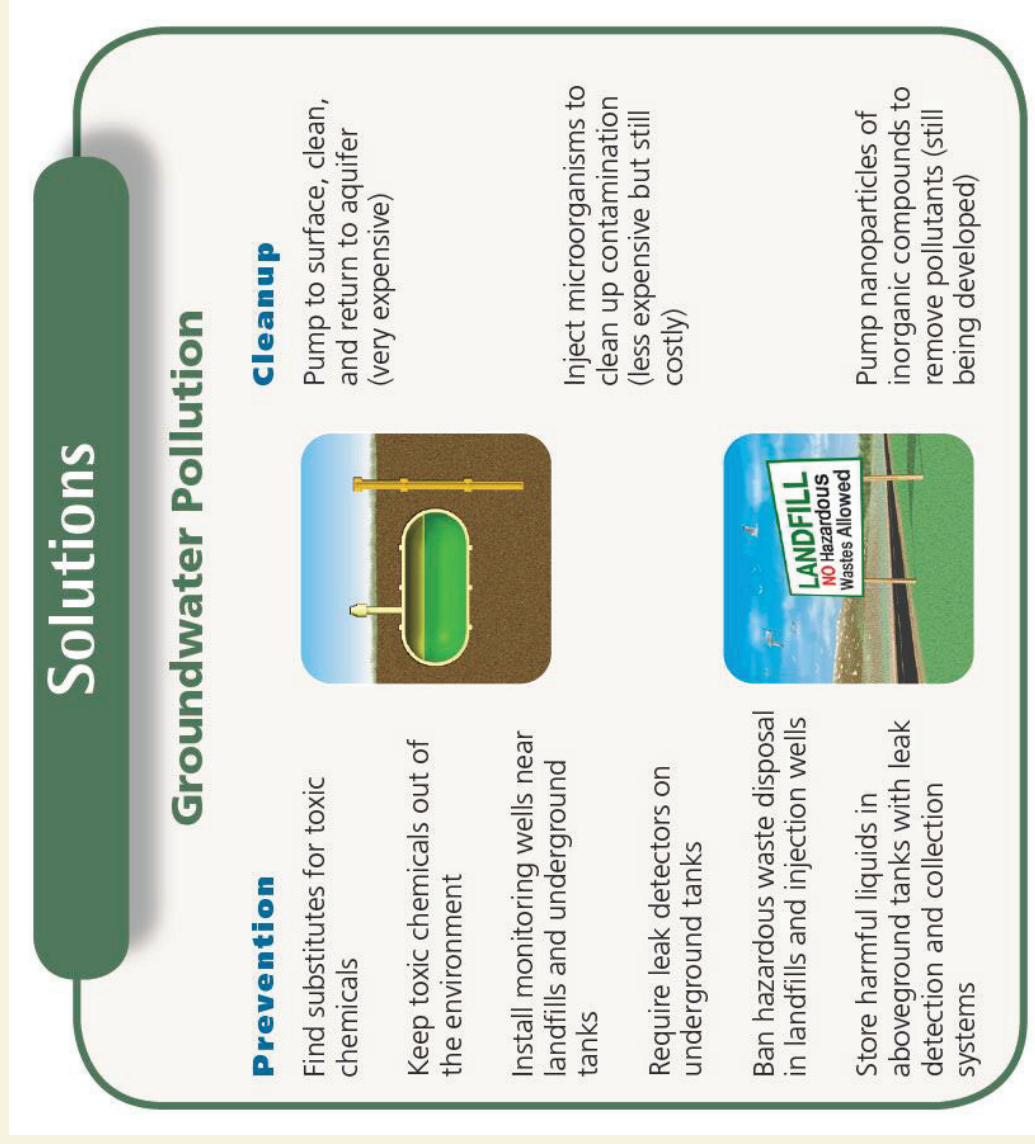 Solutions
Groundwater Pollution
Prevention
Find substitutes for toxic
chemicals
Keep toxic chemicals out of
the environment
Install monitoring wells near
landfills and underground
tanks
Require leak detectors on
underground tanks
Ban hazardous waste disposal
in landfills and injection wells
Store harmful liquids in
aboveground tanks with leak
detection and collection
systems
LANDFILL
NO Hazardous
Wastes Allowed
Cleanup
Pump to surface, clean,
and return to aquifer
(very expensive)
Inject microorganisms to
clean up contamination
(less expensive but still
costly)
Pump nanoparticles of
inorganic compounds to
remove pollutants (still
being developed)